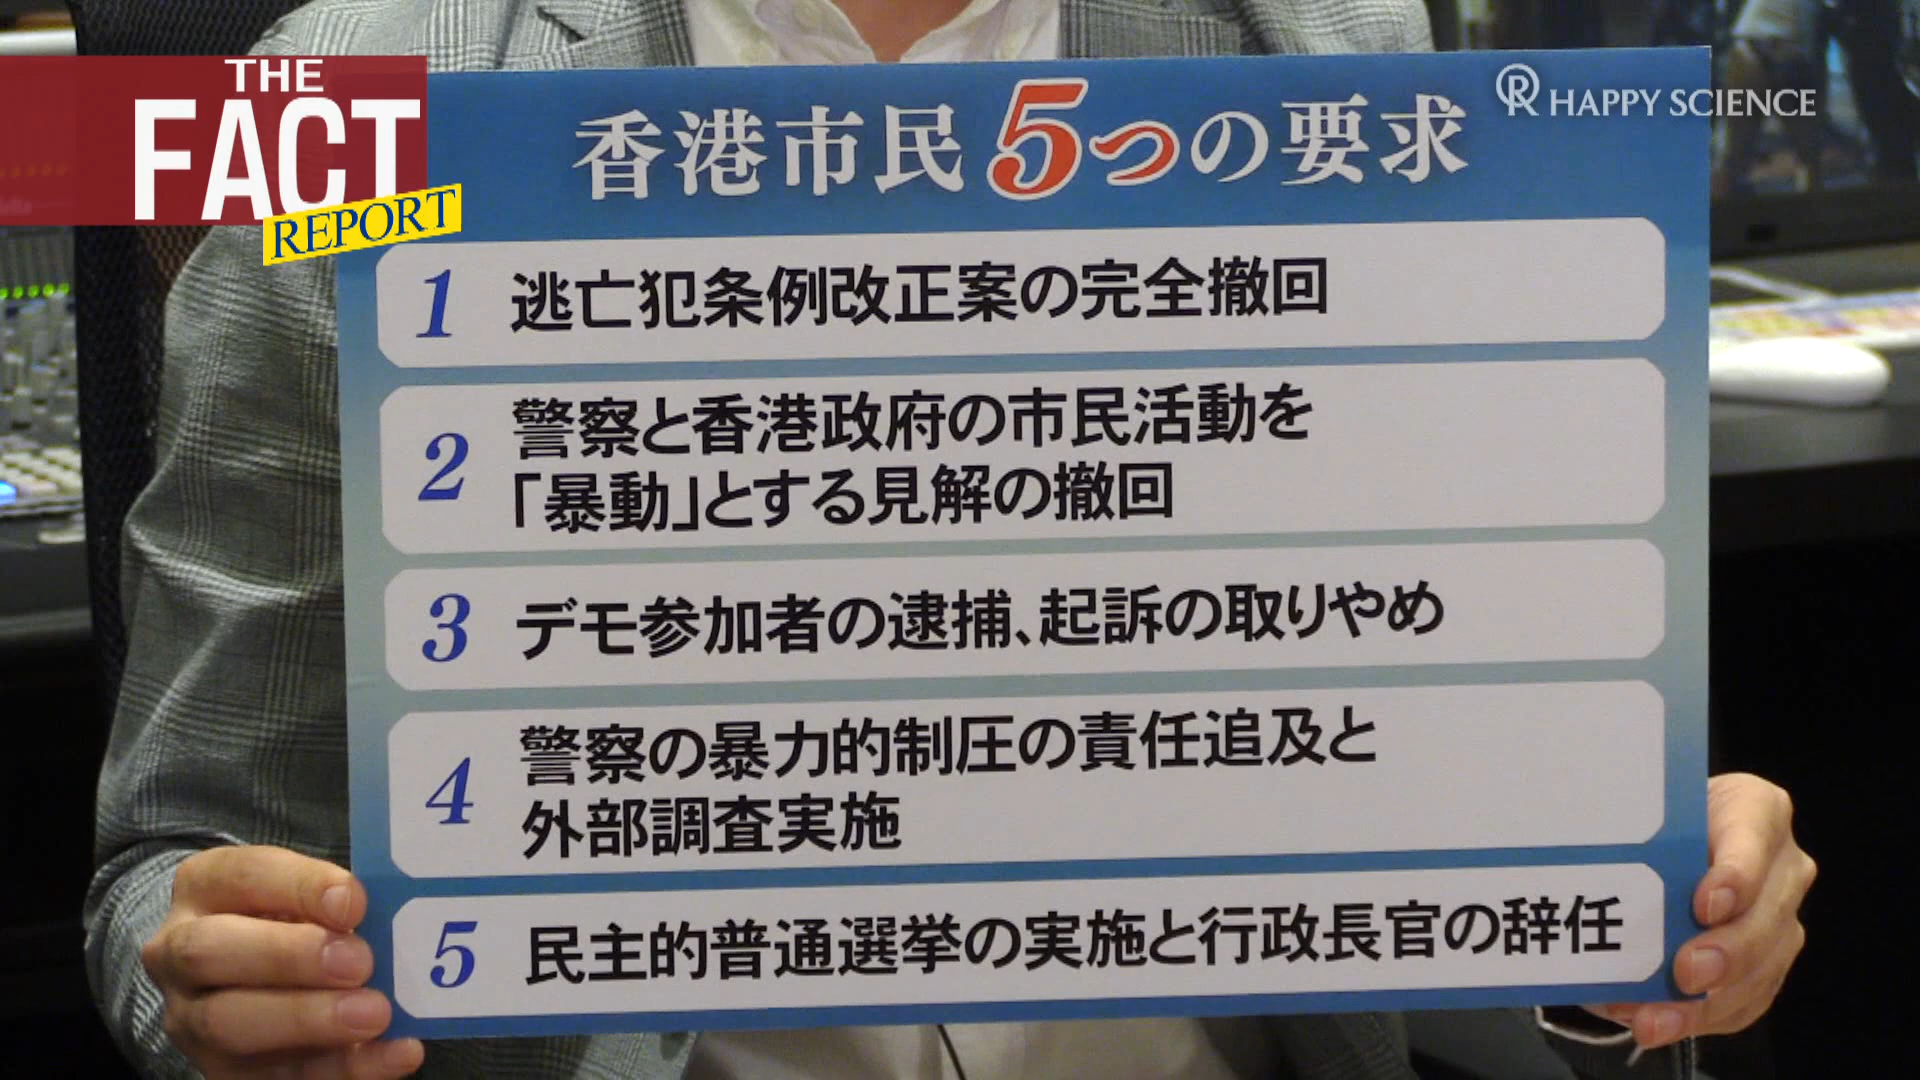 THE
FACT
REPORT
HAPPY SCIENCE
香港市民5つの要求
1 逃亡犯条例改正案の完全撤回
2 警察と香港政府の市民活動を
「暴動」とする見解の撤回
3 デモ参加者の逮捕、起訴の取りやめ
4 警察の暴力的制圧の責任追及と
外部調査実施
5 民主的普通選挙の実施と行政長官の辞任